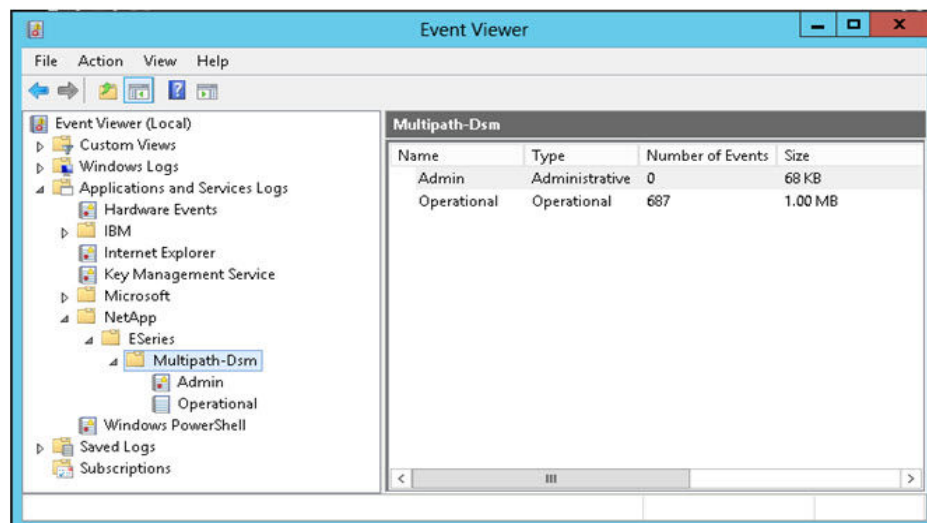 Event Viewer
File Action View Help
Event Viewer (Local)
Custom Views
Windows Logs
Applications and Services Logs
Hardware Events
IBM
Internet Explorer
Key Management Service
Microsoft
NetApp
ESeries
Multipath-Dsm
Admin
Operational
Windows PowerShell
Saved Logs
Subscriptions
Multipath-Dsm
Name Type Number of Events Size
Admin Administrative 0 68 KB
Operational Operational 687 1.00 MB